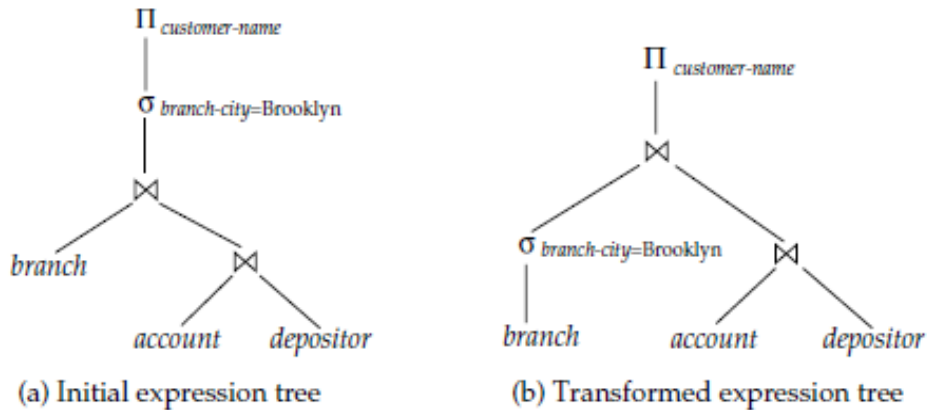 Π customer-name
σ branch-city=Brooklyn
⋈
branch
⋈
account depositor
(a) Initial expression tree
Π customer-name
⋈
σ branch-city=Brooklyn
⋈
branch
account
depositor
(b) Transformed expression tree